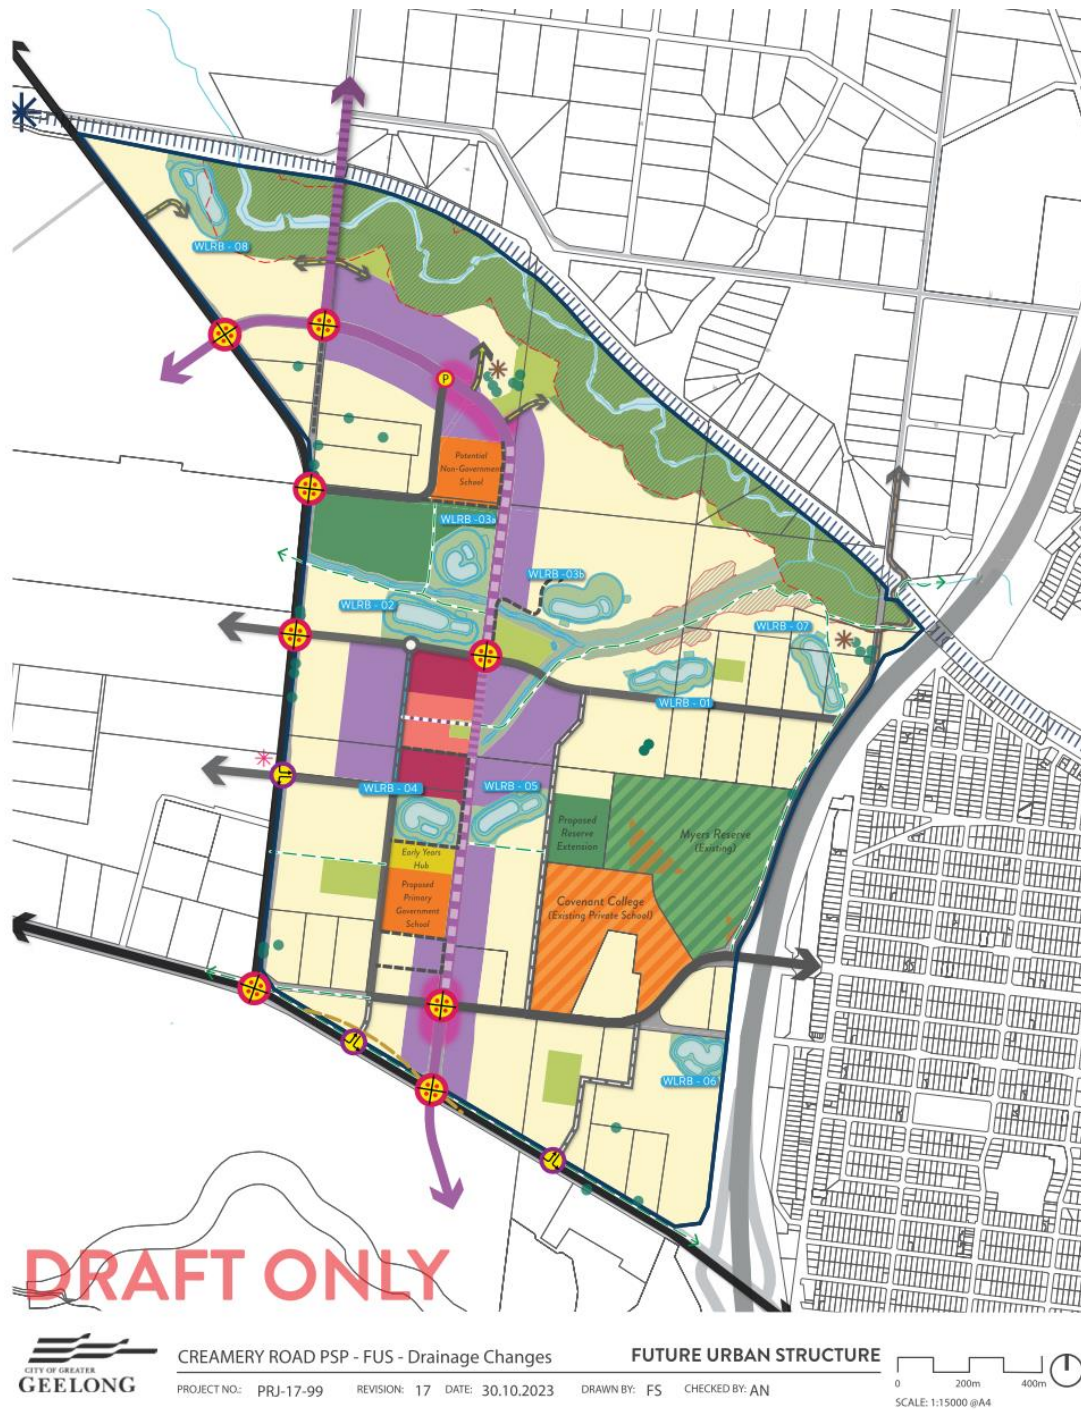 WLRB - 08
P
Potential
Non-Government
School
WLRB -03a
WLRB -03b
WLRB - 02
WLRB - 07
WLRB - 01
WLRB - 04
WLRB - 05
Proposed
Reserve
Extension
Myers Reserve
(Existing)
Early Years
Hub
Proposed
Primary
Government
School
Covenant College
(Existing Private School)
WLRB - 06
DRAFT ONLY
CITY OF GREATER
GEELONG
CREAMERY ROAD PSP - FUS - Drainage Changes
FUTURE URBAN STRUCTURE
PROJECT NO.: PRJ-17-99 REVISION: 17 DATE: 30.10.2023 DRAWN BY: FS CHECKED BY: AN
0 200m 400m
SCALE: 1:15000 @A4